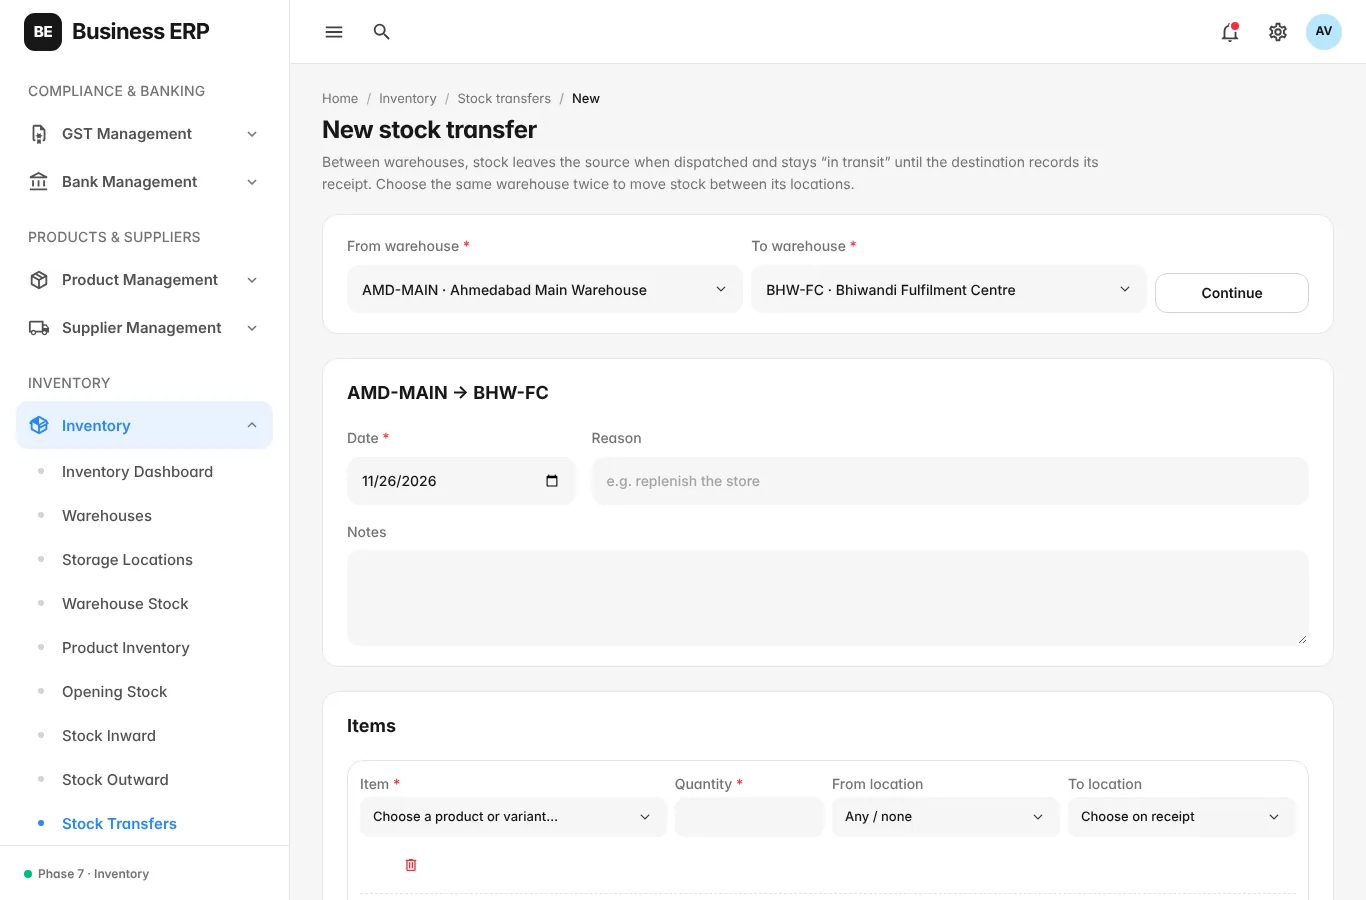 BE Business ERP
COMPLIANCE & BANKING
GST Management
Bank Management
PRODUCTS & SUPPLIERS
Product Management
Supplier Management
INVENTORY
Inventory
Inventory Dashboard
Warehouses
Storage Locations
Warehouse Stock
Product Inventory
Opening Stock
Stock Inward
Stock Outward
Stock Transfers
Phase 7 · Inventory
AV
Home / Inventory / Stock transfers / New
New stock transfer
Between warehouses, stock leaves the source when dispatched and stays “in transit” until the destination records its
receipt. Choose the same warehouse twice to move stock between its locations.
From warehouse * To warehouse *
AMD-MAIN · Ahmedabad Main Warehouse BHW-FC · Bhiwandi Fulfilment Centre Continue
AMD-MAIN → BHW-FC
Date * Reason
11/26/2026 e.g. replenish the store
Notes
Items
Item * Quantity * From location To location
Choose a product or variant... Any / none Choose on receipt